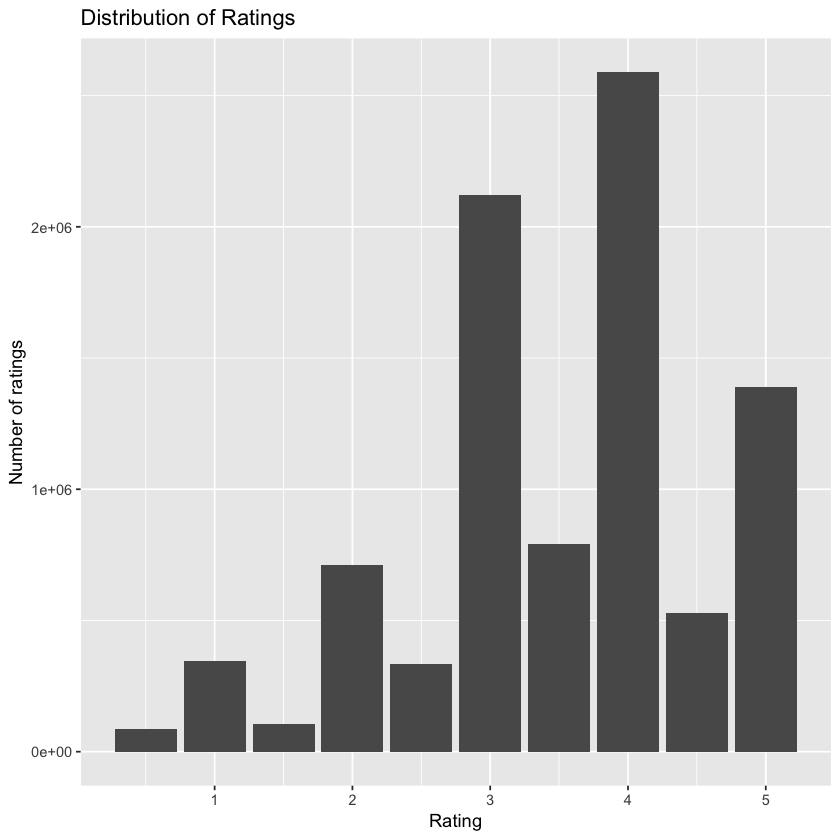 Distribution of Ratings
Number of ratings
2e+06
1e+06
0e+00
1 2 3 4 5
Rating